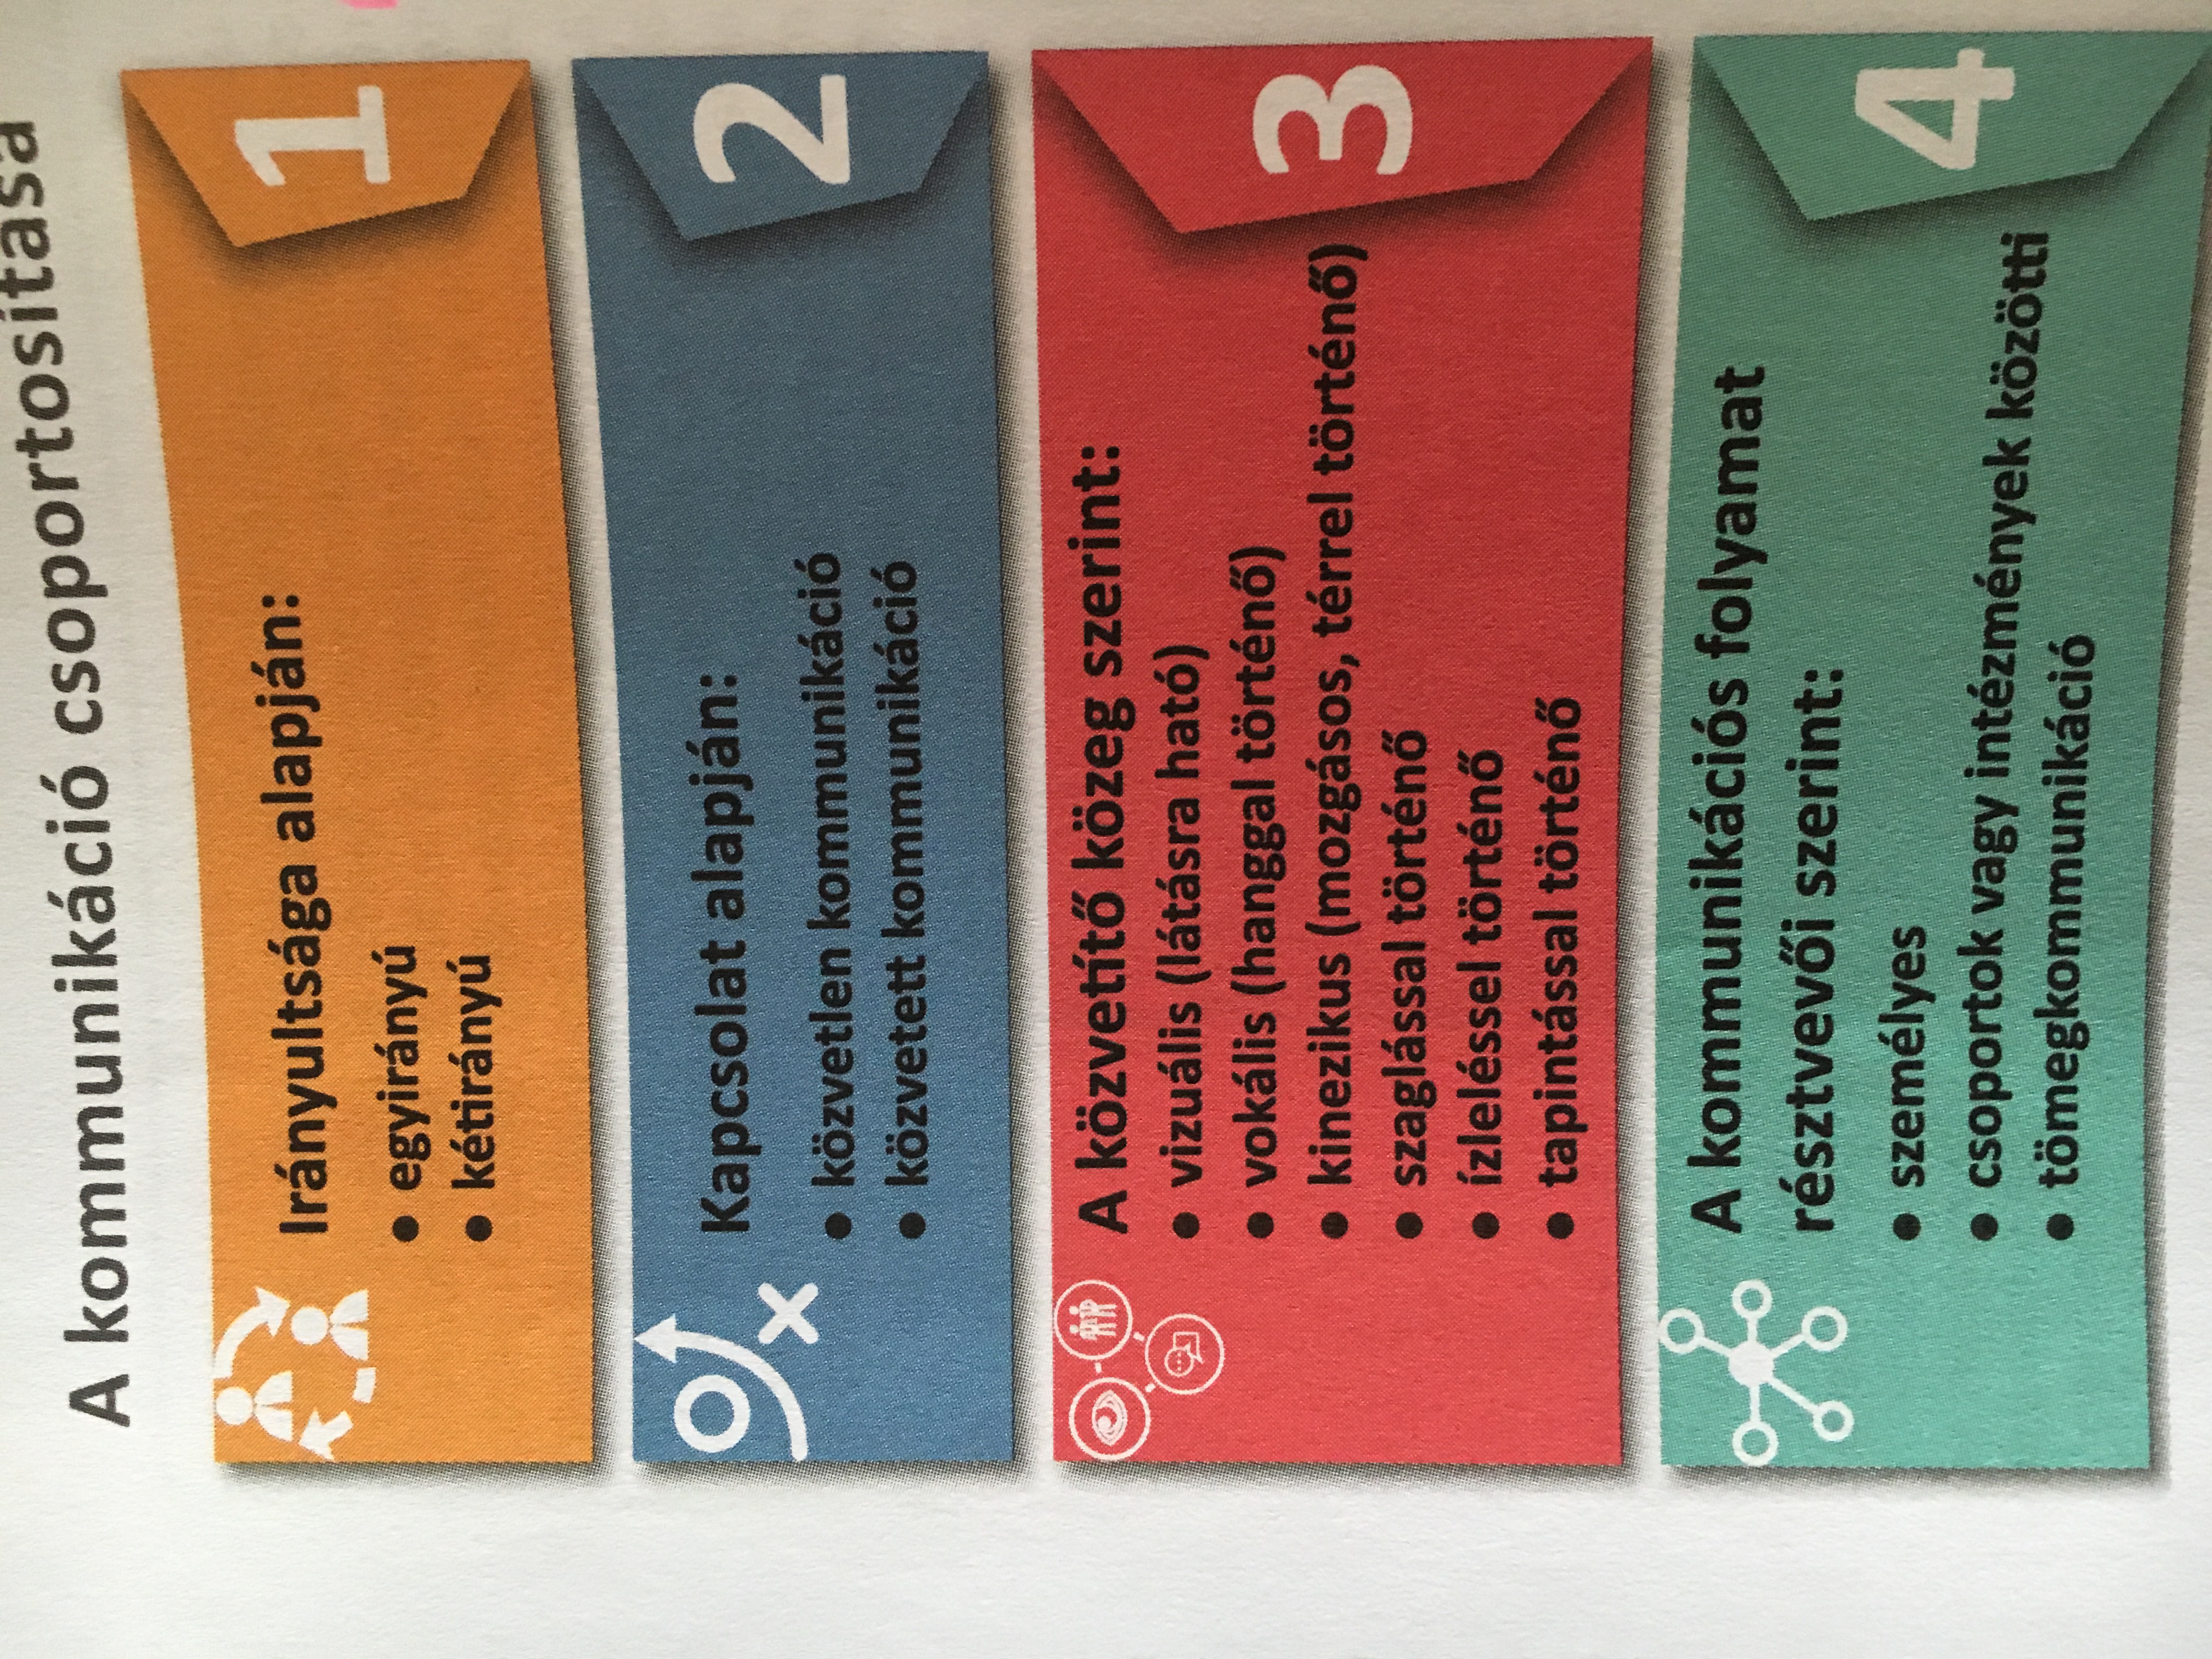 A kommunikáció csoportosítása
1
Irányultsága alapján:
• egyirányú
• kétirányú
2
Kapcsolat alapján:
• közvetlen kommunikáció
• közvetett kommunikáció
3
A közvetítő közeg szerint:
• vizuális (látásra ható)
• vokális (hanggal történő)
• kinezikus (mozgásos, térrel történő)
• szaglással történő
• ízleléssel történő
• tapintással történő
4
A kommunikációs folyamat
résztvevői szerint:
• személyes
• csoportok vagy intézmények közötti
• tömegkommunikáció